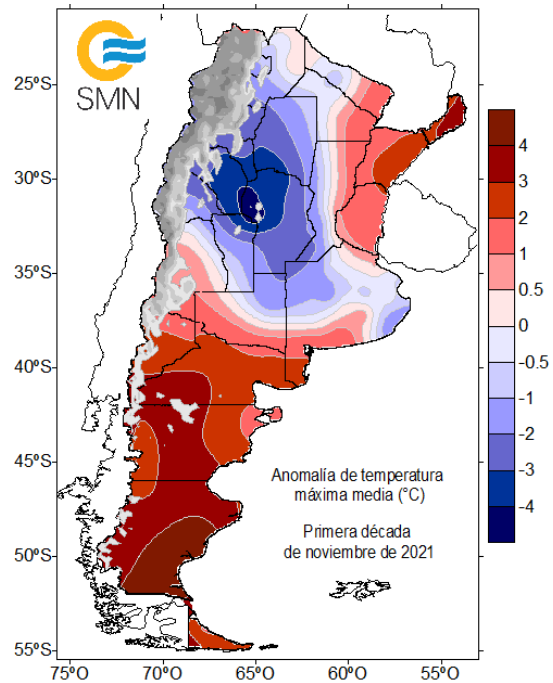 SMN
25ºS
30ºS
35ºS
40ºS
45ºS
50ºS
55ºS
75ºO 70ºO 65ºO 60ºO 55ºO
4
3
2
1
0.5
0
-0.5
-1
-2
-3
-4
Anomalía de temperatura
máxima media (°C)
Primera década
de noviembre de 2021